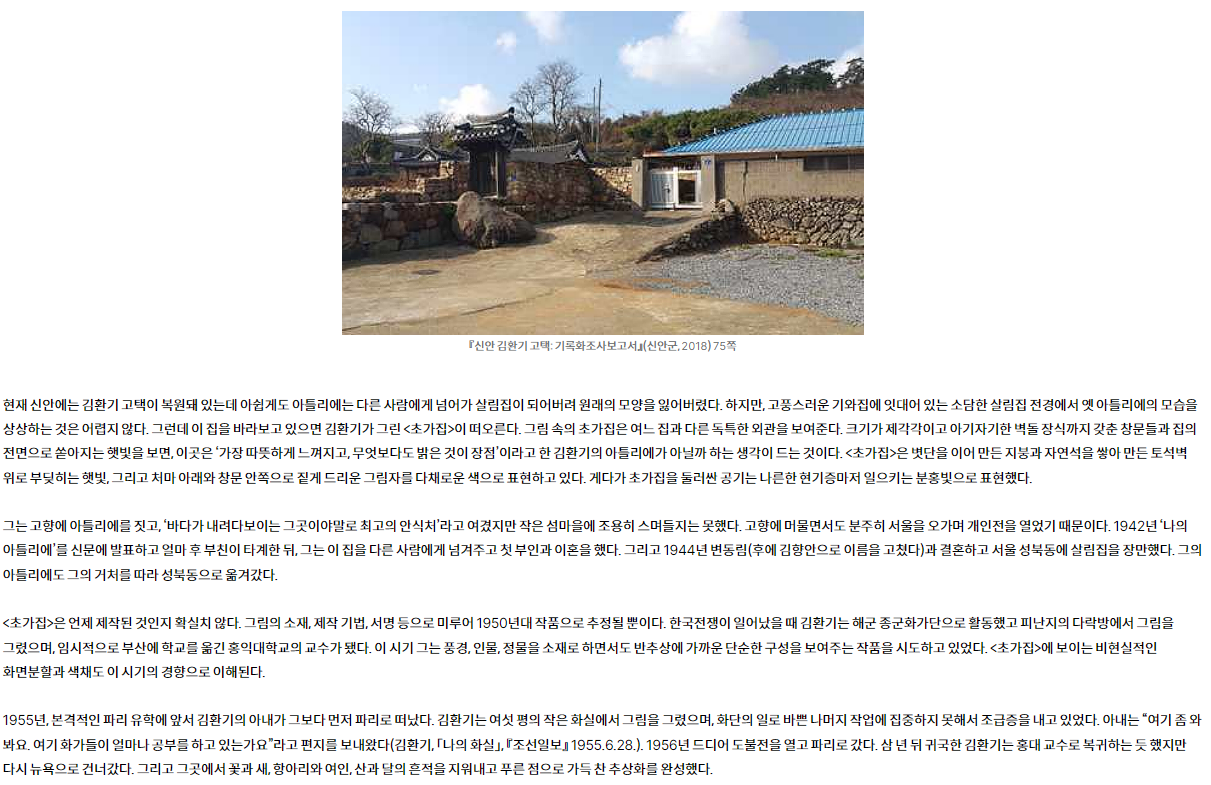 『신안 김환기 고택: 기록화조사보고서』(신안군, 2018) 75쪽
현재 신안에는 김환기 고택이 복원돼 있는데 아쉽게도 아틀리에는 다른 사람에게 넘어가 살림집이 되어버려 원래의 모양을 잃어버렸다. 하지만, 고풍스러운 기와집에 잇대어 있는 소담한 살림집 전경에서 옛 아틀리에의 모습을
상상하는 것은 어렵지 않다. 그런데 이 집을 바라보고 있으면 김환기가 그린 <초가집>이 떠오른다. 그림 속의 초가집은 여느 집과 다른 독특한 외관을 보여준다. 크기가 제각각이고 아기자기한 벽돌 장식까지 갖춘 창문들과 집의
전면으로 쏟아지는 햇빛을 보면, 이곳은 ‘가장 따뜻하게 느껴지고, 무엇보다도 밝은 것이 장점’이라고 한 김환기의 아틀리에가 아닐까 하는 생각이 드는 것이다. <초가집>은 볏단을 이어 만든 지붕과 자연석을 쌓아 만든 토석벽
위로 부딪히는 햇빛, 그리고 처마 아래와 창문 안쪽으로 짙게 드리운 그림자를 다채로운 색으로 표현하고 있다. 게다가 초가집을 둘러싼 공기는 나른한 현기증마저 일으키는 분홍빛으로 표현했다.
그는 고향에 아틀리에를 짓고, ‘바다가 내려다보이는 그곳이야말로 최고의 안식처’라고 여겼지만 작은 섬마을에 조용히 스며들지는 못했다. 고향에 머물면서도 분주히 서울을 오가며 개인전을 열었기 때문이다. 1942년 ‘나의
아틀리에’를 신문에 발표하고 얼마 후 부친이 타계한 뒤, 그는 이 집을 다른 사람에게 넘겨주고 첫 부인과 이혼을 했다. 그리고 1944년 변동림(후에 김향안으로 이름을 고쳤다)과 결혼하고 서울 성북동에 살림집을 장만했다. 그의
아틀리에도 그의 거처를 따라 성북동으로 옮겨갔다.
<초가집>은 언제 제작된 것인지 확실치 않다. 그림의 소재, 제작 기법, 서명 등으로 미루어 1950년대 작품으로 추정될 뿐이다. 한국전쟁이 일어났을 때 김환기는 해군 종군화가단으로 활동했고 피난지의 다락방에서 그림을
그렸으며, 임시적으로 부산에 학교를 옮긴 홍익대학교의 교수가 됐다. 이 시기 그는 풍경, 인물, 정물을 소재로 하면서도 반추상에 가까운 단순한 구성을 보여주는 작품을 시도하고 있었다. <초가집>에 보이는 비현실적인
화면분할과 색채도 이 시기의 경향으로 이해된다.
1955년, 본격적인 파리 유학에 앞서 김환기의 아내가 그보다 먼저 파리로 떠났다. 김환기는 여섯 평의 작은 화실에서 그림을 그렸으며, 화단의 일로 바쁜 나머지 작업에 집중하지 못해서 조급증을 내고 있었다. 아내는 “여기 좀 와
봐요. 여기 화가들이 얼마나 공부를 하고 있는가요”라고 편지를 보내왔다(김환기, 「나의 화실」, 『조선일보』 1955.6.28.). 1956년 드디어 도불전을 열고 파리로 갔다. 삼 년 뒤 귀국한 김환기는 홍대 교수로 복귀하는 듯 했지만
다시 뉴욕으로 건너갔다. 그리고 그곳에서 꽃과 새, 항아리와 여인, 산과 달의 흔적을 지워내고 푸른 점으로 가득 찬 추상화를 완성했다.